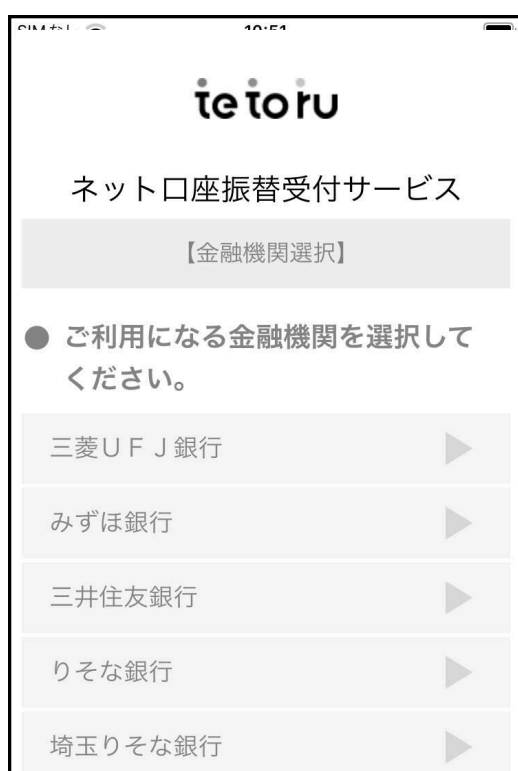 tetoru
ネット口座振替受付サービス
【金融機関選択】
● ご利用になる金融機関を選択して
ください。
三菱UFJ銀行
みずほ銀行
三井住友銀行
りそな銀行
埼玉りそな銀行